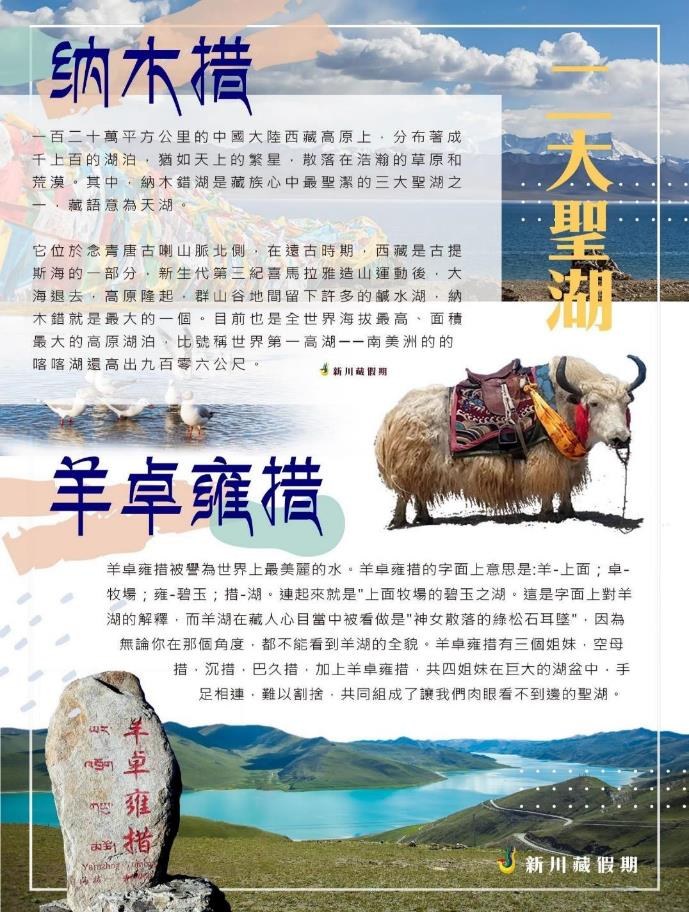 納木措
二大聖湖
一百二十萬平方公里的中國大陸西藏高原上，分布著成
千上百的湖泊，猶如天上的繁星，散落在浩瀚的草原和
荒漠。其中，納木錯湖是藏族心中最聖潔的三大聖湖之
一，藏語意為天湖。
它位於念青唐古喇山脈北側，在遠古時期，西藏是古提
斯海的一部分，新生代第三紀喜馬拉雅造山運動後，大
海退去，高原隆起，群山谷地間留下許多的鹹水湖，納
木錯就是最大的一個。目前也是全世界海拔最高、面積
最大的高原湖泊，比號稱世界第一高湖——南美洲的的
喀喀湖還高出九百零六公尺。
新川藏假期
羊卓雍措
羊卓雍措被譽為世界上最美麗的水。羊卓雍措的字面上意思是:羊-上面；卓-
牧場；雍-碧玉；措-湖。連起來就是"上面牧場的碧玉之湖。這是字面上對羊
湖的解釋，而羊湖在藏人心目當中被看做是"神女散落的綠松石耳墜"，因為
無論你在那個角度，都不能看到羊湖的全貌。羊卓雍措有三個姐妹，空母
措，沉措，巴久措，加上羊卓雍措，共四姐妹在巨大的湖盆中，手
足相連，難以割捨，共同組成了讓我們肉眼看不到邊的聖湖。
羊卓雍措
新川藏假期